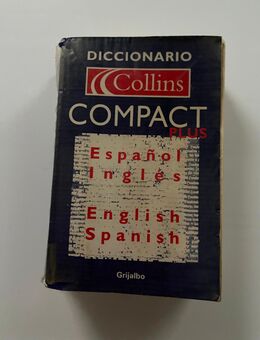 DICCIONARIO
Collins
COMPACT
PLUS
Español
Inglés
English
Spanish
Grijalbo